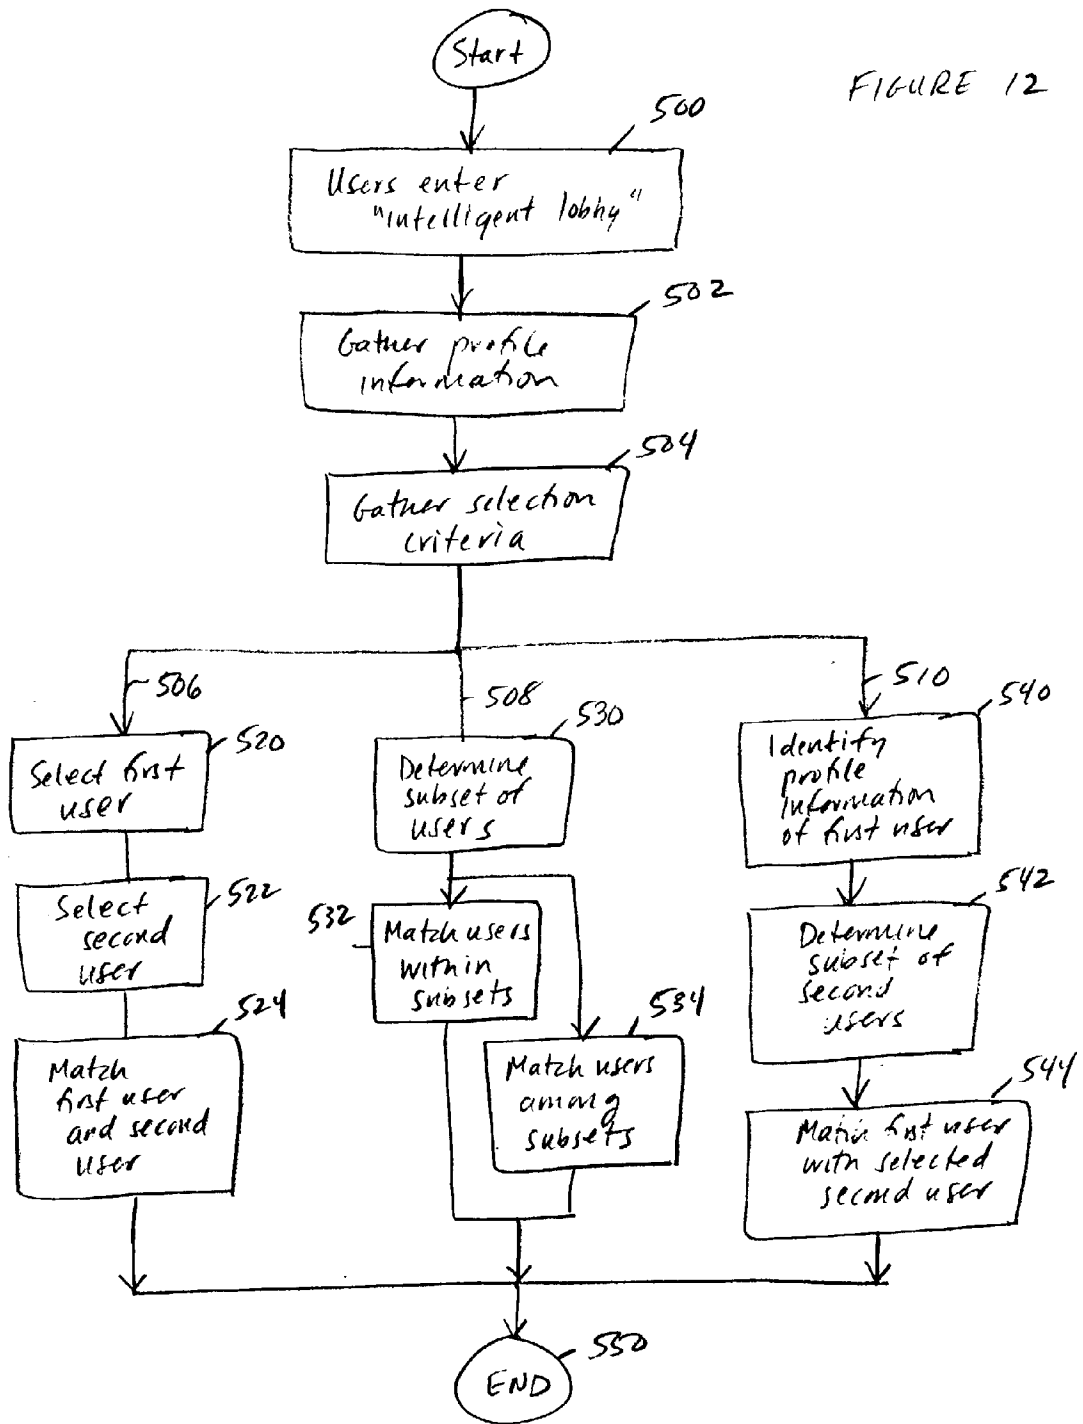 Start
FIGURE 12
500
Users enter
"intelligent lobby"
502
Gather profile
information
504
Gather selection
criteria
506
508
510
520
Select first
user
530
Determine
subset of
users
540
Identify
profile
information
of first user
522
Select
second
user
532
Match users
within
subsets
542
Determine
subset of
second
users
524
Match
first user
and second
user
534
Match users
among
subsets
544
Match first user
with selected
second user
550
END